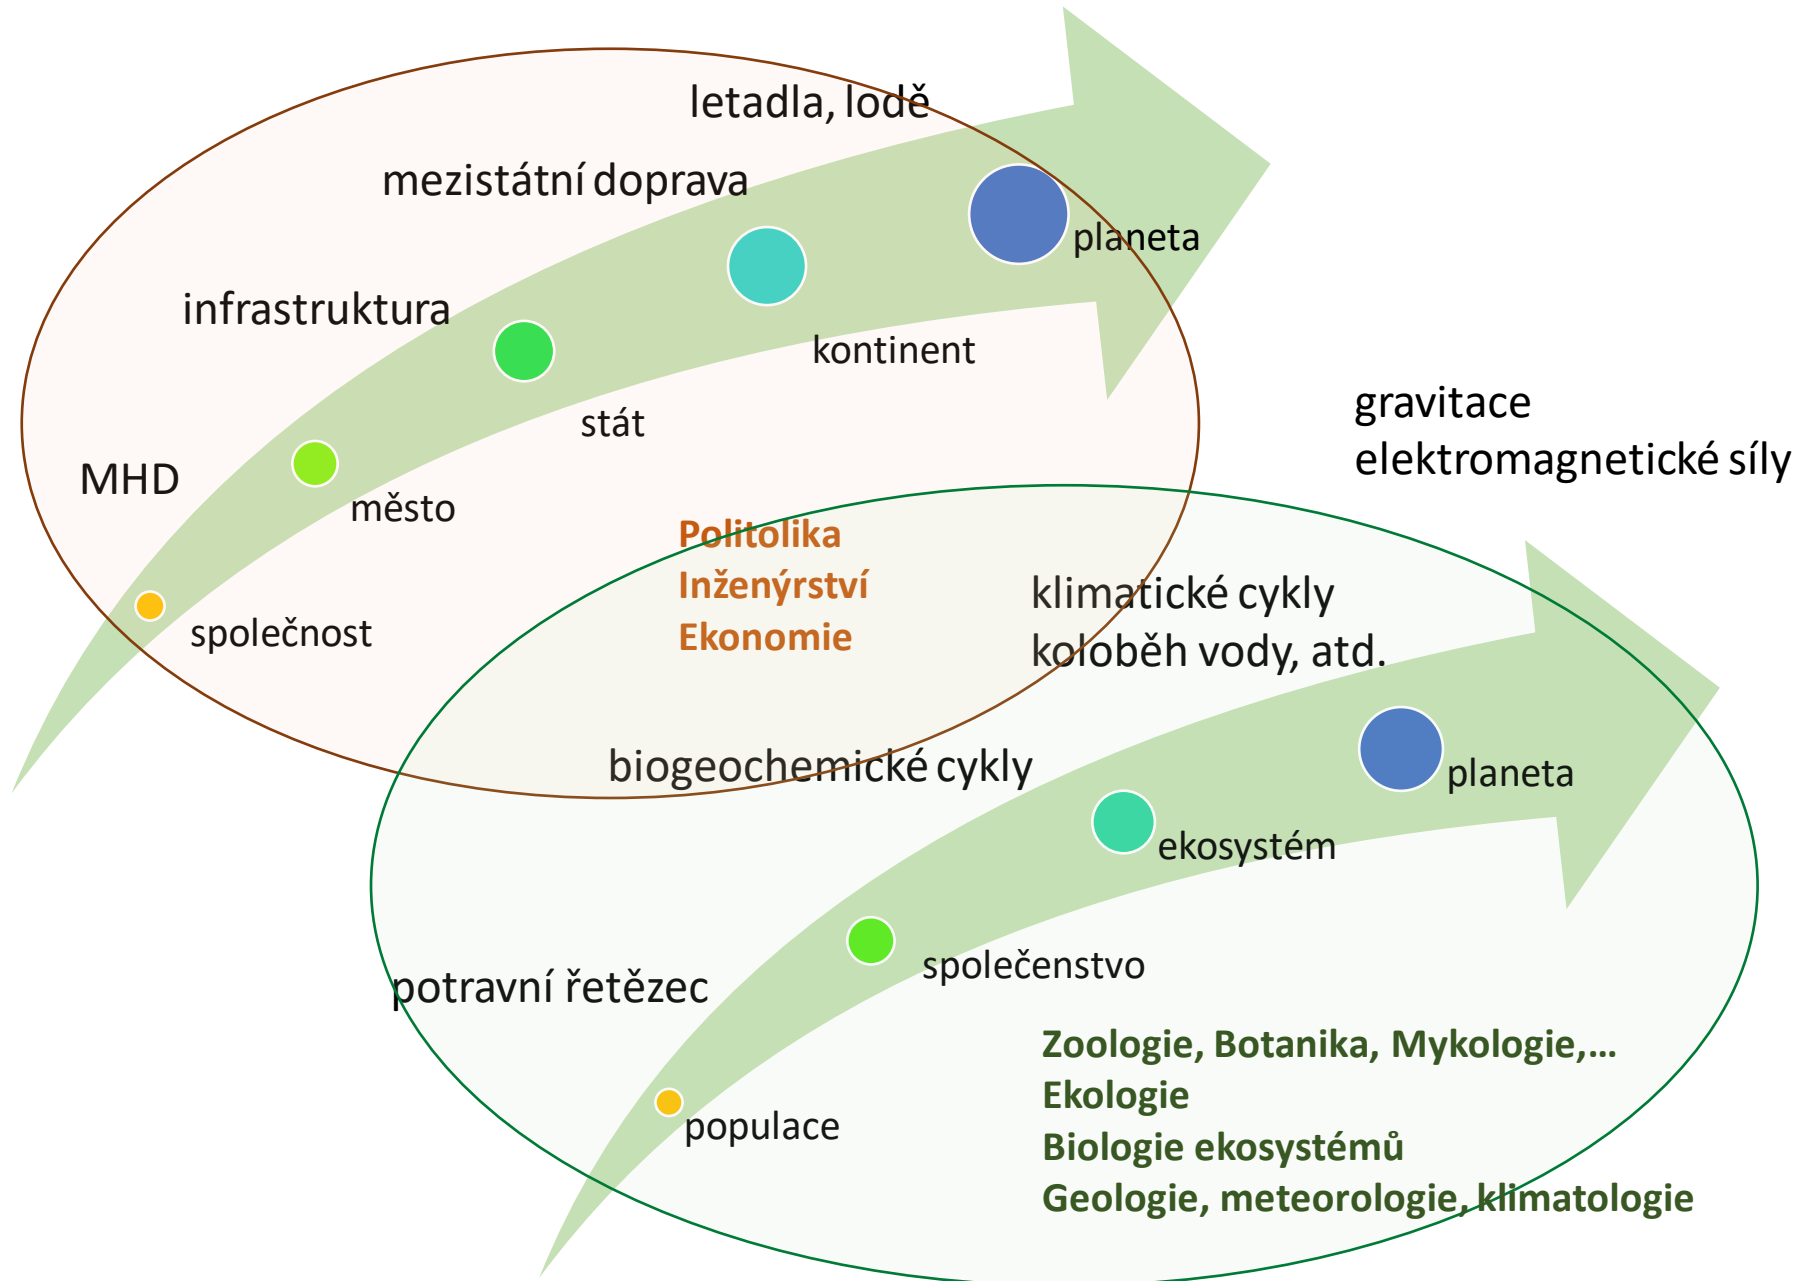 letadla, lodě
mezistátní doprava
planeta
infrastruktura
kontinent
stát
MHD
město
společnost
gravitace
elektromagnetické síly
Politolika
Inženýrství
Ekonomie
klimatické cykly
koloběh vody, atd.
biogeochemické cykly
planeta
ekosystém
společenstvo
potravní řetězec
populace
Zoologie, Botanika, Mykologie,...
Ekologie
Biologie ekosystémů
Geologie, meteorologie, klimatologie